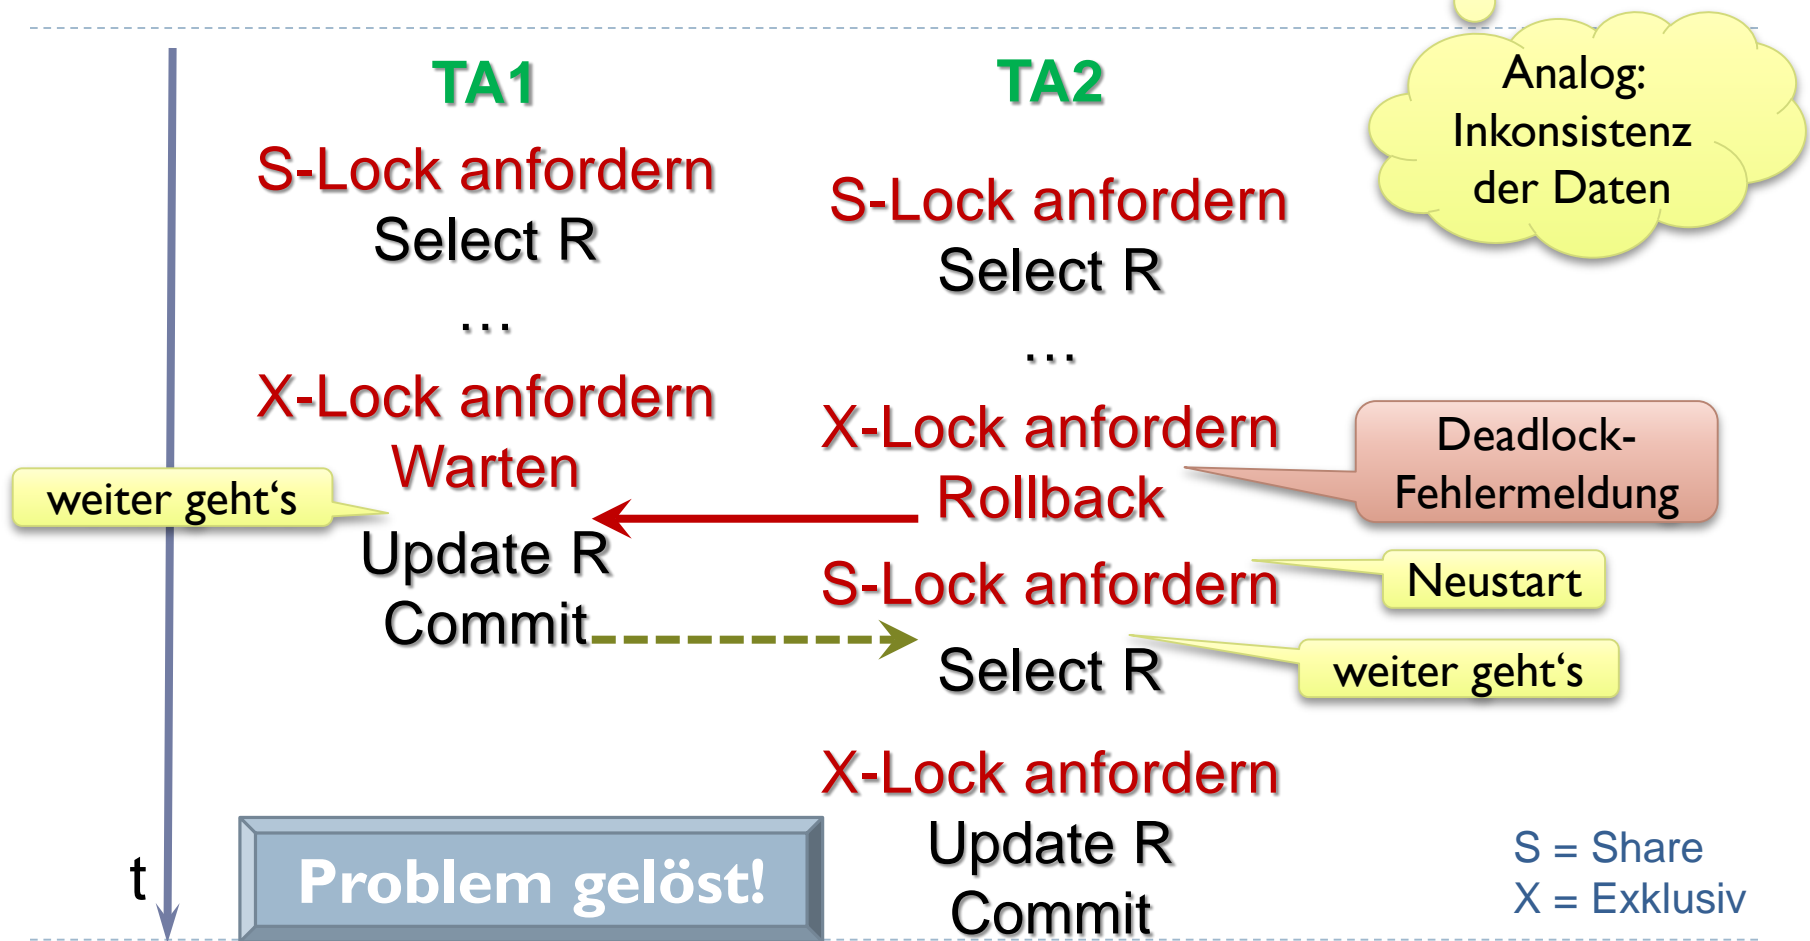 TA1
TA2
Analog:
Inkonsistenz
der Daten
S-Lock anfordern
Select R
…
X-Lock anfordern
Warten
weiter geht‘s
Update R
Commit
S-Lock anfordern
Select R
…
X-Lock anfordern
Rollback
Deadlock-
Fehlermeldung
S-Lock anfordern
Neustart
Select R
weiter geht‘s
X-Lock anfordern
Update R
Commit
t
Problem gelöst!
S = Share
X = Exklusiv